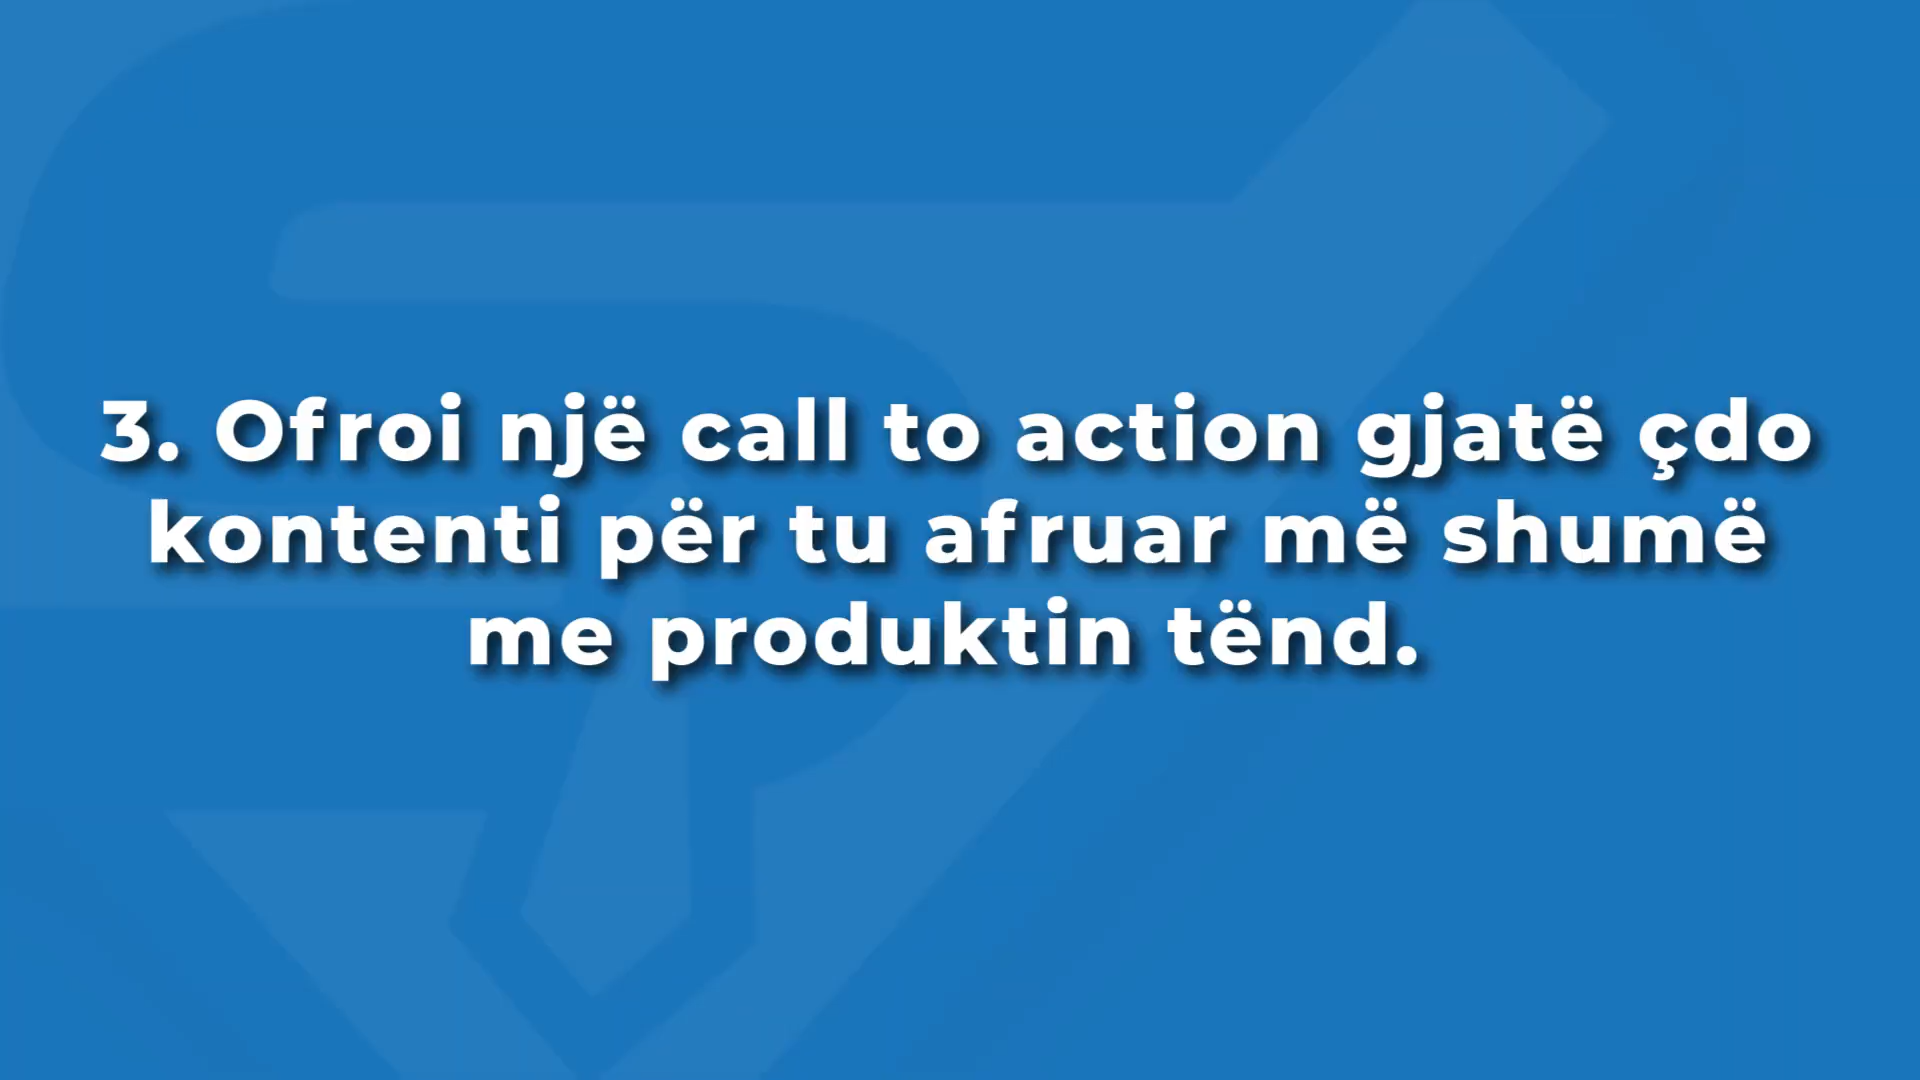 3. Ofroi një call to action gjatë çdo
kontenti për tu afruar më shumë
me produktin tënd.